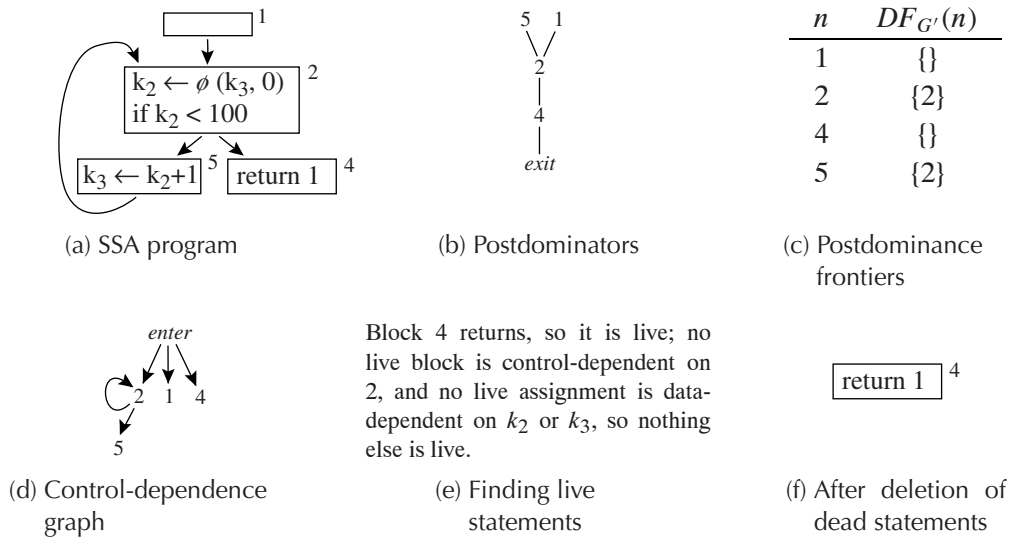 1
2
k₂ ← ϕ (k₃, 0)
if k₂ < 100
5
k₃ ← k₂+1
4
return 1
(a) SSA program
5 1
2
4
exit
(b) Postdominators
n DF_G′(n)
1 {}
2 {2}
4 {}
5 {2}
(c) Postdominance
frontiers
enter
2 1 4
5
(d) Control-dependence
graph
Block 4 returns, so it is live; no
live block is control-dependent on
2, and no live assignment is data-
dependent on k₂ or k₃, so nothing
else is live.
(e) Finding live
statements
return 1 4
(f) After deletion of
dead statements